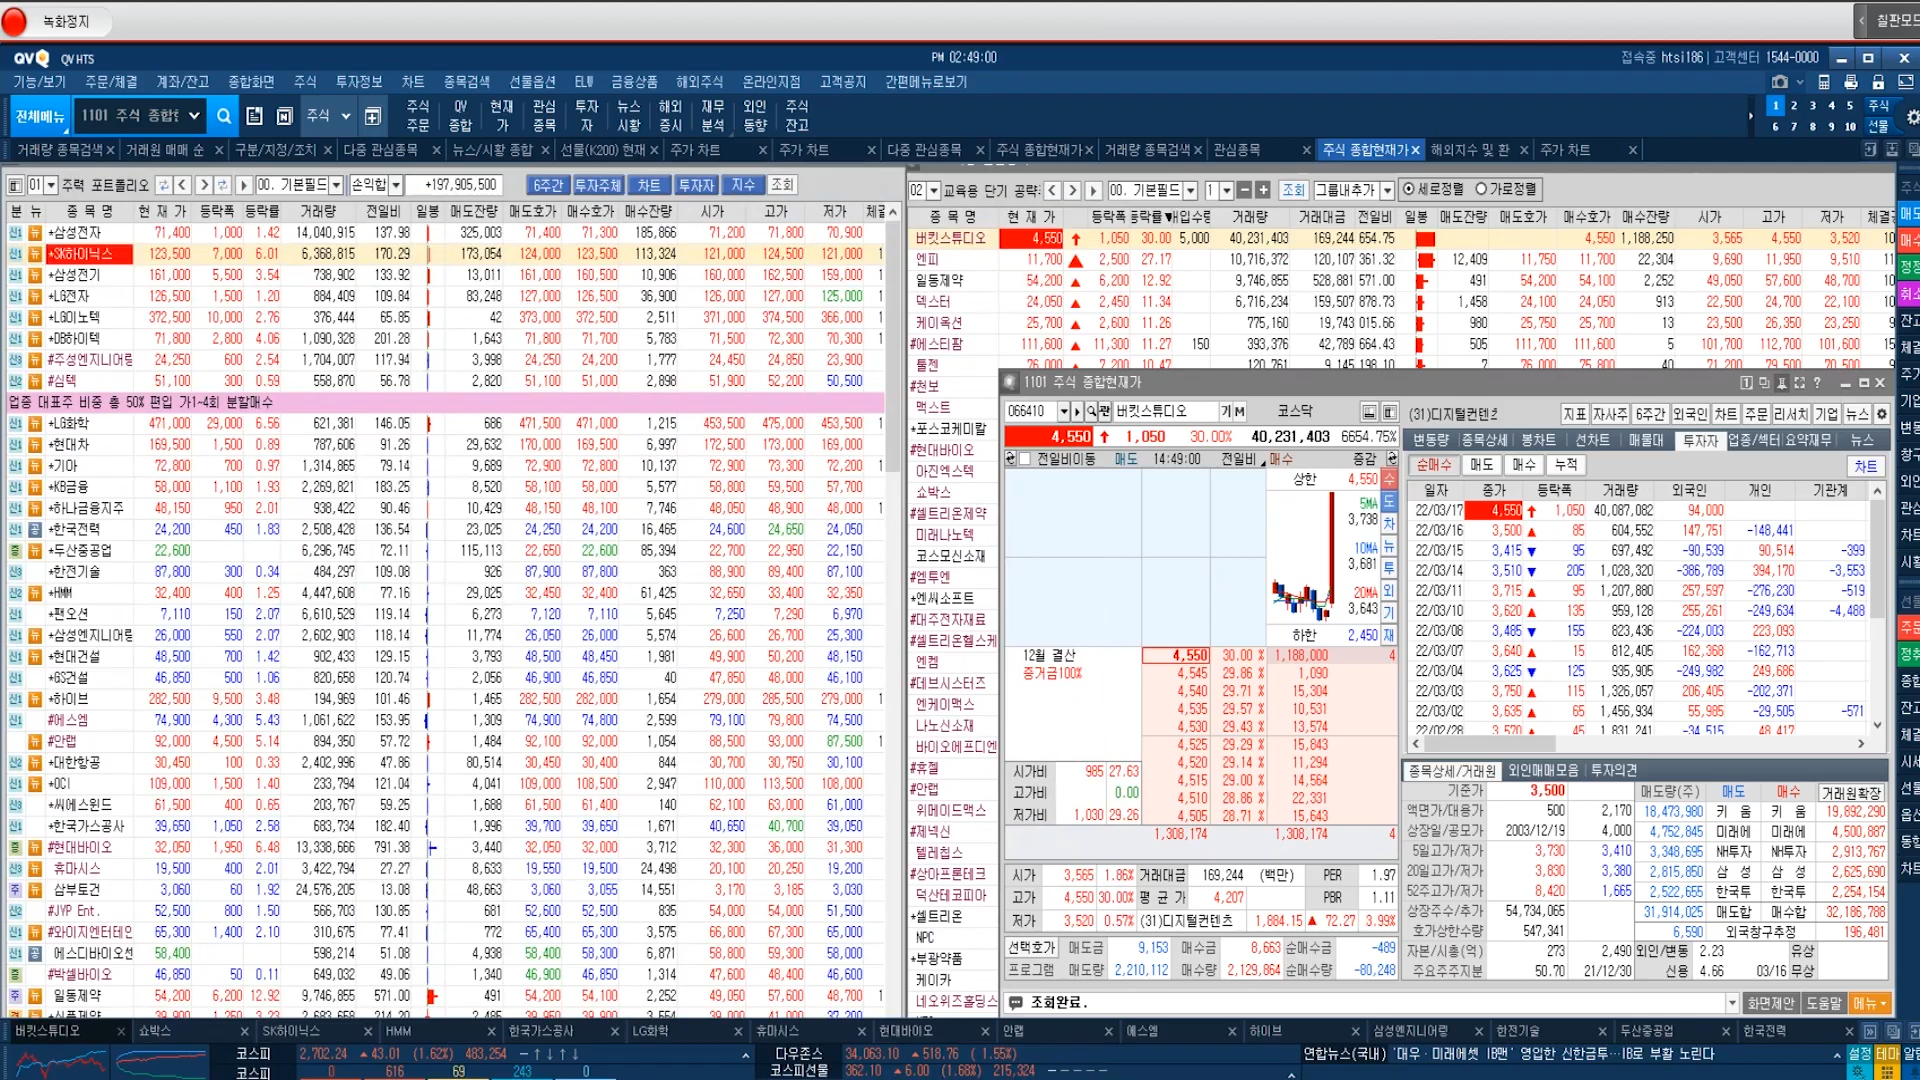 녹화정지
칠판모드
QV HTS
PM 02:49:00
접속중 htsi186 | 고객센터 1544-0000
기능/보기 주문/체결 계좌/잔고 종합화면 주식 투자정보 차트 종목검색 선물옵션 ELW 금융상품 해외주식 온라인지점 고객공지 간편메뉴로보기
전체메뉴 1101 주식 종합현 주식
주식주문 QV종합 현재가 관심종목 투자자 뉴스시황 해외증시 재무분석 외인동향 주식잔고
1 2 3 4 5 주식
6 7 8 9 10 선물
거래량 종목검색 거래원 매매 순 구분/지정/조치 다중 관심종목 뉴스/시황 종합 선물(K200) 현재 주가 차트 주가 차트 다중 관심종목 주식 종합현재가 거래량 종목검색 관심종목 주식 종합현재가 해외지수 및 환 주가 차트
01 주력 포트폴리오 00. 기본필드 손익합 +197,905,500 6주간 투자주체 차트 투자자 지수 조회
분 뉴 종 목 명 현 재 가 등락폭 등락률 거래량 전일비 일봉 매도잔량 매도호가 매수호가 매수잔량 시가 고가 저가
*삼성전자 71,400 1,000 1.42 14,040,915 137.98 325,003 71,400 71,300 185,866 71,200 71,800 70,900
*SK하이닉스 123,500 7,000 6.01 6,368,815 170.29 173,054 124,000 123,500 113,324 121,000 124,500 121,000
*삼성전기 161,000 5,500 3.54 738,902 133.92 13,011 161,000 160,500 10,906 160,000 162,500 159,000
*LG전자 126,500 1,500 1.20 884,409 109.84 83,248 127,000 126,500 36,900 126,000 127,000 125,000
*LG이노텍 372,500 10,000 2.76 376,444 65.85 42 373,000 372,500 2,511 371,000 374,500 366,000
*DB하이텍 71,800 2,800 4.06 1,090,328 201.28 1,643 71,800 71,700 5,783 71,500 72,300 70,300
#주성엔지니어링 24,250 600 2.54 1,704,007 117.94 3,998 24,250 24,200 1,777 24,450 24,850 23,900
#심텍 51,100 300 0.59 558,870 56.78 2,820 51,100 51,000 2,898 51,900 52,200 50,500
업종 대표주 비중 총 50% 편입 가1~4회 분할매수
*LG화학 471,000 29,000 6.56 621,381 146.05 686 471,500 471,000 1,215 453,500 475,000 453,500
*현대차 169,500 1,500 0.89 787,606 91.26 29,632 170,000 169,500 6,997 172,500 173,500 169,000
*기아 72,800 700 0.97 1,314,865 79.14 9,689 72,900 72,800 10,137 72,900 73,300 72,200
*KB금융 58,000 1,100 1.93 2,269,821 183.25 8,520 58,100 58,000 5,577 58,800 59,500 57,700
*하나금융지주 48,150 950 2.01 938,422 90.46 10,429 48,150 48,100 7,746 48,050 48,900 48,000
*한국전력 24,200 450 1.83 2,508,428 136.54 23,025 24,250 24,200 16,465 24,600 24,650 24,050
*두산중공업 22,600 6,296,745 72.11 115,113 22,650 22,600 85,394 22,700 22,950 22,150
*한전기술 87,800 300 0.34 484,297 109.08 926 87,900 87,800 363 88,900 89,400 87,100
*HMM 32,400 400 1.25 4,447,608 77.16 29,025 32,450 32,400 61,425 32,650 33,400 32,350
*팬오션 7,110 150 2.07 6,610,529 119.14 6,273 7,120 7,110 5,645 7,250 7,290 6,970
*삼성엔지니어링 26,000 550 2.07 2,602,903 118.14 11,774 26,050 26,000 5,574 26,600 26,700 25,300
*현대건설 48,500 700 1.42 902,433 129.15 3,793 48,500 48,450 1,981 49,900 50,200 48,150
*GS건설 46,850 500 1.06 820,658 120.74 2,056 46,900 46,850 40 47,850 48,000 46,100
*하이브 282,500 9,500 3.48 194,969 101.46 1,465 282,500 282,000 1,654 279,000 285,500 279,000
#에스엠 74,900 4,300 5.43 1,061,622 153.95 1,309 74,900 74,800 2,599 79,100 79,800 74,500
#안랩 92,000 4,500 5.14 894,350 57.72 1,484 92,100 92,000 1,054 88,500 93,000 87,500
*대한항공 30,450 100 0.33 2,402,996 47.86 80,514 30,450 30,400 844 30,700 30,750 30,100
*OCI 109,000 1,500 1.40 233,794 121.04 4,041 109,000 108,500 2,947 110,000 113,500 108,000
*씨에스윈드 61,500 400 0.65 203,767 59.25 1,688 61,500 61,400 140 62,100 63,000 61,000
*한국가스공사 39,650 1,050 2.58 683,734 182.40 1,996 39,700 39,650 1,671 40,650 40,700 39,050
#현대바이오 32,050 1,950 6.48 13,338,666 791.38 3,440 32,050 32,000 3,712 32,300 36,000 31,300
휴마시스 19,500 400 2.01 3,422,794 27.27 8,633 19,550 19,500 24,498 20,100 20,250 19,200
삼부토건 3,060 60 1.92 24,576,205 13.08 48,663 3,060 3,055 14,551 3,170 3,185 3,030
#JYP Ent. 52,500 800 1.50 566,703 130.85 681 52,600 52,500 835 54,000 54,000 51,500
#와이지엔터테인 65,300 1,400 2.10 310,675 77.41 772 65,400 65,300 3,575 66,800 67,300 65,000
에스디바이오센 58,400 598,214 51.08 4,938 58,400 58,300 6,871 58,300 59,300 58,000
#박셀바이오 46,850 50 0.11 649,032 49.06 1,340 46,900 46,850 1,314 47,600 48,400 46,600
일동제약 54,200 6,200 12.92 9,746,855 571.00 491 54,200 54,100 2,252 49,050 57,600 48,700
02 교육용 단기 공략 00. 기본필드 1 조회 그룹내추가 세로정렬 가로정렬
종 목 명 현 재 가 등락폭 등락률 거래량 거래대금 전일비 일봉 매도잔량 매도호가 매수호가 매수잔량 시가 고가 저가
버킷스튜디오 4,550 1,050 30.00 5,000 40,231,403 169,244 654.75 4,550 1,188,250 3,565 4,550 3,520
엔피 11,700 2,500 27.17 10,716,372 120,107 361.32 12,409 11,750 11,700 22,304 9,690 11,950 9,510
일동제약 54,200 6,200 12.92 9,746,855 528,881 571.00 491 54,200 54,100 2,252 49,050 57,600 48,700
덱스터 24,050 2,450 11.34 6,716,234 159,507 878.73 1,458 24,100 24,050 913 22,500 24,700 22,100
케이옥션 25,700 2,600 11.26 775,160 19,743 015.66 980 25,750 25,700 13 23,500 26,350 23,250
#에스티팜 111,600 11,300 11.27 150 393,376 42,789 664.43 505 111,700 111,600 5 101,700 112,700 101,600
툴젠 76,000 7,200 10.47 120,761 9,145 198.10 7 76,000 75,800 40 71,200 79,500 70,500
#천보
맥스트
*포스코케미칼
#현대바이오
아진엑스텍
쇼박스
#셀트리온제약
미래나노텍
코스모신소재
#엠투엔
*엔씨소프트
#대주전자재료
#셀트리온헬스케
엔켐
#데브시스터즈
엔케이맥스
나노신소재
바이오에프디엔
#휴젤
#안랩
위메이드맥스
#제넥신
텔레칩스
#상아프론테크
덕산테코피아
*셀트리온
NPC
*부광약품
케이카
네오위즈홀딩스
1101 주식 종합현재가
066410 버킷스튜디오 기 M 코스닥 (31)디지털컨텐츠 지표 자사주 6주간 외국인 차트 주문 리서치 기업 뉴스
4,550 1,050 30.00% 40,231,403 6654.75%
전일비이동 매도 14:49:00 전일비 매수 증감
상한 4,550
5MA 3,738
10MA 3,681
20MA 3,643
하한 2,450
12월 결산
증거금100%
4,550 30.00 % 1,188,000 4
4,545 29.86 % 1,090
4,540 29.71 % 15,304
4,535 29.57 % 10,531
4,530 29.43 % 13,574
4,525 29.29 % 15,843
4,520 29.14 % 11,294
4,515 29.00 % 14,564
4,510 28.86 % 22,331
4,505 28.71 % 15,643
시가비 985 27.63
고가비 0.00
저가비 1,030 29.26
1,308,174 1,308,174 4
시가 3,565 1.86% 거래대금 169,244 (백만) PER 1.97
고가 4,550 30.00% 평 균 가 4,207 PBR 1.11
저가 3,520 0.57% (31)디지털컨텐츠 1,884.15 ▲ 72.27 3.99%
선택호가 매도금 9,153 매수금 8,663 순매수금 -489
프로그램 매도량 2,210,112 매수량 2,129,864 순매수량 -80,248
변동량 종목상세 봉차트 선차트 매물대 투자자 업종/섹터 요약재무 뉴스
순매수 매도 매수 누적 차트
일자 종가 등락폭 거래량 외국인 개인 기관계
22/03/17 4,550 1,050 40,087,082 94,000
22/03/16 3,500 85 604,552 147,751 -148,441
22/03/15 3,415 95 697,492 -90,539 90,514 -399
22/03/14 3,510 205 1,028,320 -386,789 394,170 -3,553
22/03/11 3,715 95 1,207,880 257,597 -276,230 -519
22/03/10 3,620 135 959,128 255,261 -249,634 -4,488
22/03/08 3,485 155 823,436 -224,003 223,093
22/03/07 3,640 15 812,405 162,368 -162,713
22/03/04 3,625 125 935,905 -249,982 249,686
22/03/03 3,750 115 1,326,057 206,405 -202,371
22/03/02 3,635 65 1,456,934 55,985 -29,505 -571
22/02/28 3,570 45 1,831,241 -34,515 48,417
종목상세/거래원 외인매매모음 투자의견
기준가 3,500 매도량(주) 매도 매수 거래원확장
액면가/대용가 500 2,170 18,473,980 키 움 키 움 19,892,290
상장일/공모가 2003/12/19 4,000 4,752,845 미래에 미래에 4,500,887
5일고가/저가 3,730 3,410 3,348,695 NH투자 NH투자 2,913,767
20일고가/저가 3,830 3,380 2,815,850 삼 성 삼 성 2,625,690
52주고가/저가 8,420 1,665 2,522,655 한국투 한국투 2,254,154
상장주수/추가 54,734,065 31,914,025 매도합 매수합 32,186,788
호가상한수량 547,341 6,590 외국창구추정 196,481
자본/시총(억) 273 2,490 외인/변동 2.23 유상
주요주주지분 50.70 21/12/30 신용 4.66 03/16 무상
조회완료. 화면제안 도움말 메뉴
버킷스튜디오 쇼박스 SK하이닉스 HMM 한국가스공사 LG화학 휴마시스 현대바이오 안랩 에스엠 하이브 삼성엔지니어링 한전기술 두산중공업 한국전력
코스피 2,702.24 ▲ 43.01 (1.62%) 483,254 다우존스 34,063.10 ▲ 518.76 ( 1.55%) 연합뉴스(국내) '대우·미래에셋 IB맨' 영입한 신한금투…IB로 부활 노린다 설정 테마 알림
코스피 0 616 69 243 0 코스피선물 362.10 ▲ 6.00 (1.68%) 215,324